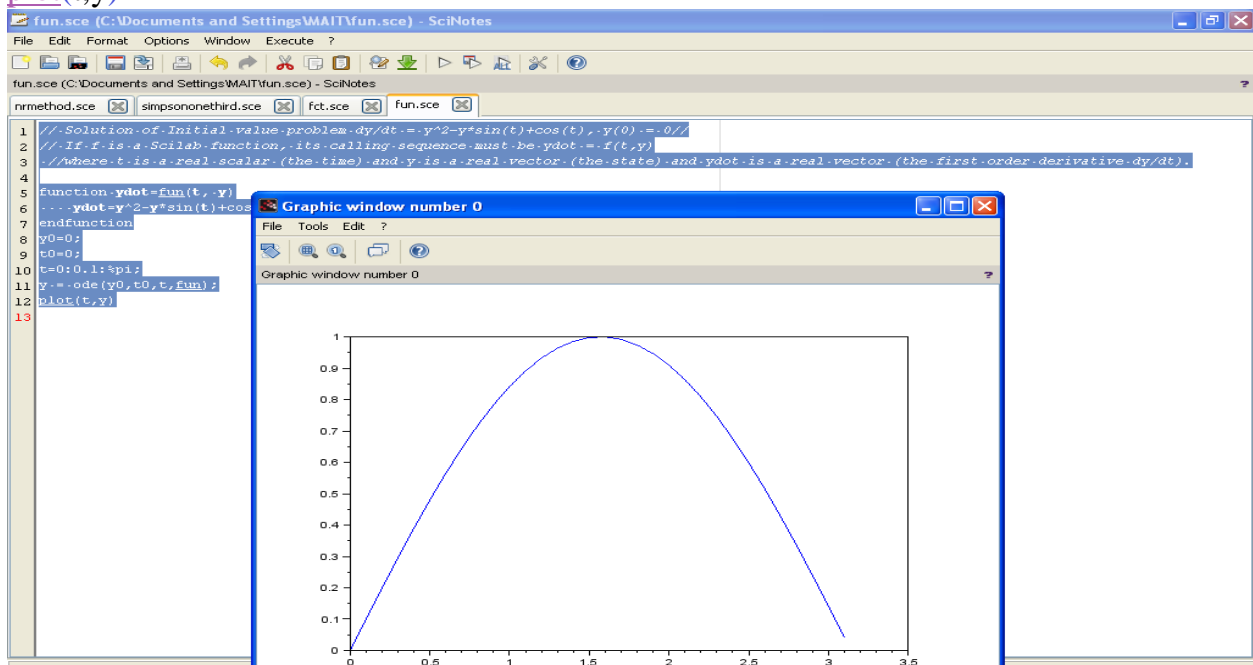 plot(t,y)
fun.sce (C:\Documents and Settings\MAIT\fun.sce) - SciNotes
File Edit Format Options Window Execute ?
fun.sce (C:\Documents and Settings\MAIT\fun.sce) - SciNotes ?
nrmethod.sce simpsononethird.sce fct.sce fun.sce
1 //·Solution·of·Initial·value·problem·dy/dt·=·y^2-y*sin(t)+cos(t),·y(0)·=·0//
2 //·If·f·is·a·Scilab·function,·its·calling·sequence·must·be·ydot·=·f(t,y)
3 ·//where·t·is·a·real·scalar·(the·time)·and·y·is·a·real·vector·(the·state)·and·ydot·is·a·real·vector·(the·first·order·derivative·dy/dt).
4
5 function·ydot=fun(t,·y)
6 ····ydot=y^2-y*sin(t)+cos
7 endfunction
8 y0=0;
9 t0=0;
10 t=0:0.1:%pi;
11 y·=·ode(y0,t0,t,fun);
12 plot(t,y)
13
Graphic window number 0
File Tools Edit ?
Graphic window number 0 ?
1
0.9
0.8
0.7
0.6
0.5
0.4
0.3
0.2
0.1
0
0 0.5 1 1.5 2 2.5 3 3.5